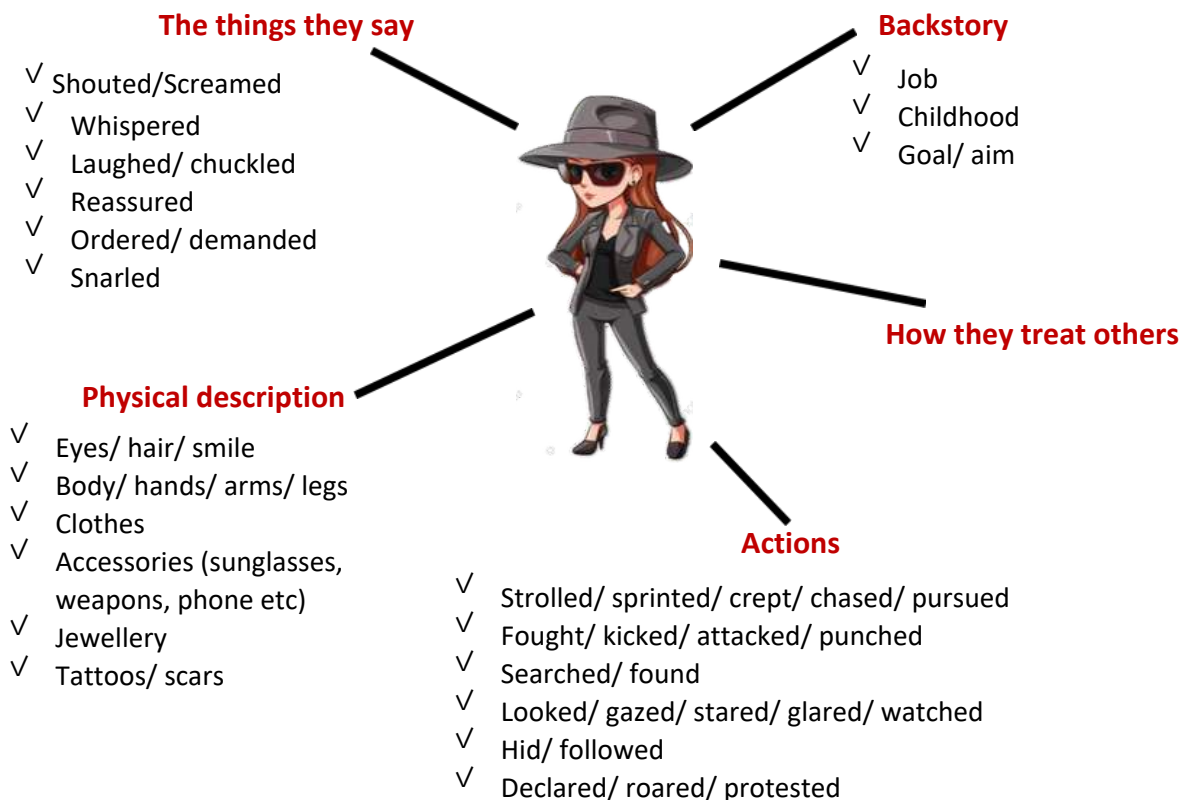 The things they say
√ Shouted/Screamed
√ Whispered
√ Laughed/ chuckled
√ Reassured
√ Ordered/ demanded
√ Snarled
Backstory
√ Job
√ Childhood
√ Goal/ aim
How they treat others
Physical description
√ Eyes/ hair/ smile
√ Body/ hands/ arms/ legs
√ Clothes
√ Accessories (sunglasses,
weapons, phone etc)
√ Jewellery
√ Tattoos/ scars
Actions
√ Strolled/ sprinted/ crept/ chased/ pursued
√ Fought/ kicked/ attacked/ punched
√ Searched/ found
√ Looked/ gazed/ stared/ glared/ watched
√ Hid/ followed
√ Declared/ roared/ protested